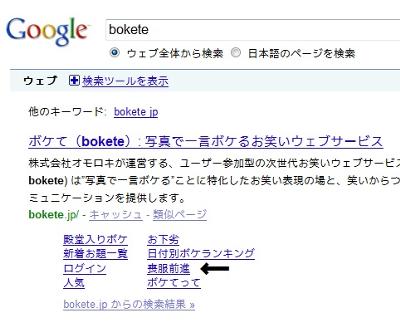 Google
bokete
ウェブ全体から検索 日本語のページを検索
ウェブ 検索ツールを表示
他のキーワード: bokete jp
ボケて（bokete）: 写真で一言ボケるお笑いウェブサービス
株式会社オモロキが運営する、ユーザー参加型の次世代お笑いウェブサービス
bokete) は"写真で一言ボケる"ことに特化したお笑い表現の場と、笑いからつ
ミュニケーションを提供します。
bokete.jp/ - キャッシュ - 類似ページ
殿堂入りボケ お下劣
新着お題一覧 日付別ボケランキング
ログイン 喪服前進
人気 ボケてって
bokete.jp からの検索結果 »